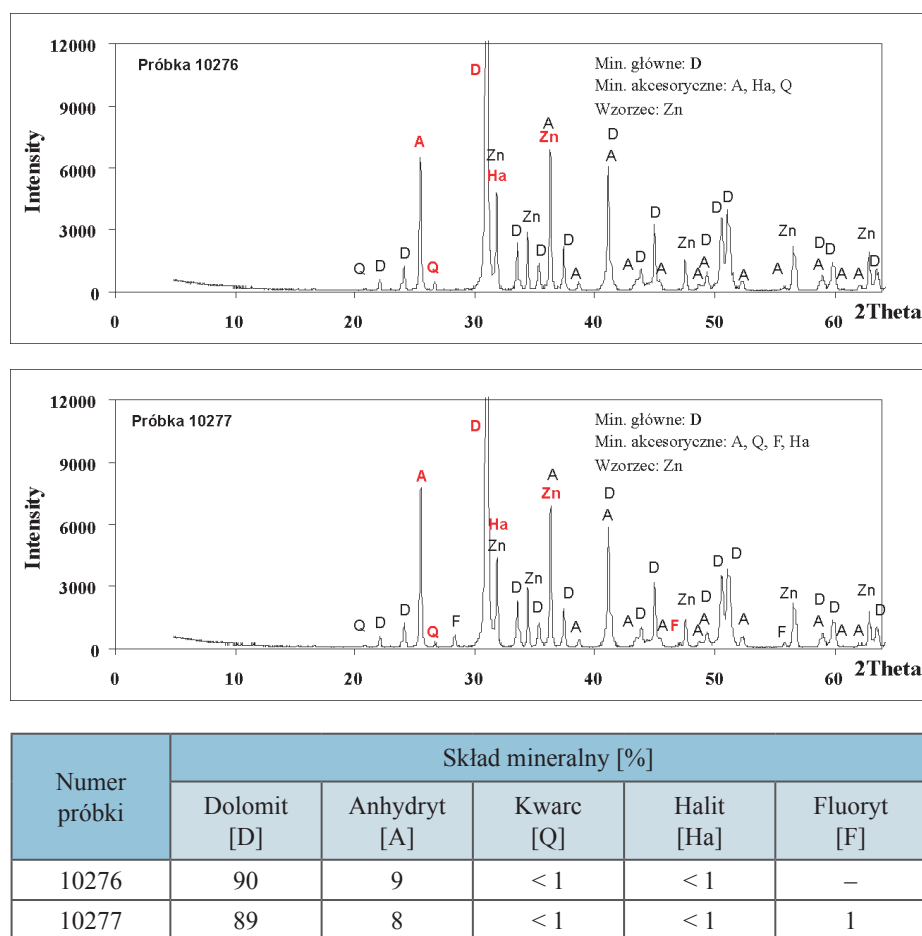 12000
Próbka 10276
D
Min. główne: D
Min. akcesoryczne: A, Ha, Q
Wzorzec: Zn
9000
A
A
Zn
Zn
D
A
Intensity
6000
Ha
3000
Q
D
D
Q
D
Zn
D
D
A
A
D
D
A
Zn
A
D
A
D
D
A
A
Zn
D
A
D
A
A
Zn
D
0
0
10
20
30
40
50
60
2Theta
12000
Próbka 10277
D
Min. główne: D
Min. akcesoryczne: A, Q, F, Ha
Wzorzec: Zn
9000
A
A
Zn
D
A
Intensity
6000
Ha
Zn
3000
Q
D
D
Q
F
D
Zn
D
D
A
A
D
D
A
F
Zn
A
D
A
D
D
A
F
Zn
D
A
D
A
A
Zn
D
0
0
10
20
30
40
50
60
2Theta
Numer próbki
Skład mineralny [%]
Dolomit [D]
Anhydryt [A]
Kwarc [Q]
Halit [Ha]
Fluoryt [F]
10276 90 9 < 1 < 1 –
10277 89 8 < 1 < 1 1